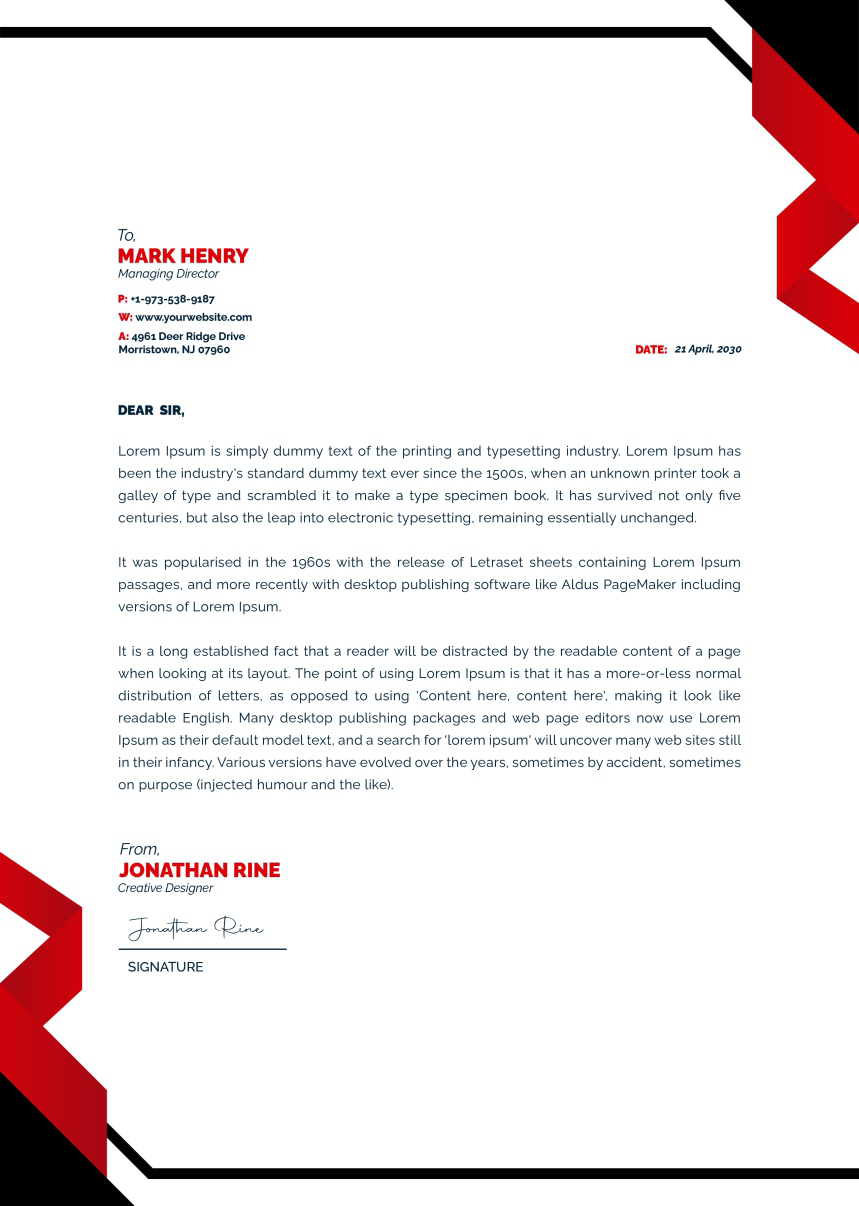 To,
MARK HENRY
Managing Director
P: +1-973-538-9187
W: www.yourwebsite.com
A: 4961 Deer Ridge Drive
Morristown, NJ 07960
DATE: 21 April, 2030
DEAR SIR,
Lorem Ipsum is simply dummy text of the printing and typesetting industry. Lorem Ipsum has
been the industry's standard dummy text ever since the 1500s, when an unknown printer took a
galley of type and scrambled it to make a type specimen book. It has survived not only five
centuries, but also the leap into electronic typesetting, remaining essentially unchanged.
It was popularised in the 1960s with the release of Letraset sheets containing Lorem Ipsum
passages, and more recently with desktop publishing software like Aldus PageMaker including
versions of Lorem Ipsum.
It is a long established fact that a reader will be distracted by the readable content of a page
when looking at its layout. The point of using Lorem Ipsum is that it has a more-or-less normal
distribution of letters, as opposed to using 'Content here, content here', making it look like
readable English. Many desktop publishing packages and web page editors now use Lorem
Ipsum as their default model text, and a search for 'lorem ipsum' will uncover many web sites still
in their infancy. Various versions have evolved over the years, sometimes by accident, sometimes
on purpose (injected humour and the like).
From,
JONATHAN RINE
Creative Designer
Jonathan Rine
SIGNATURE